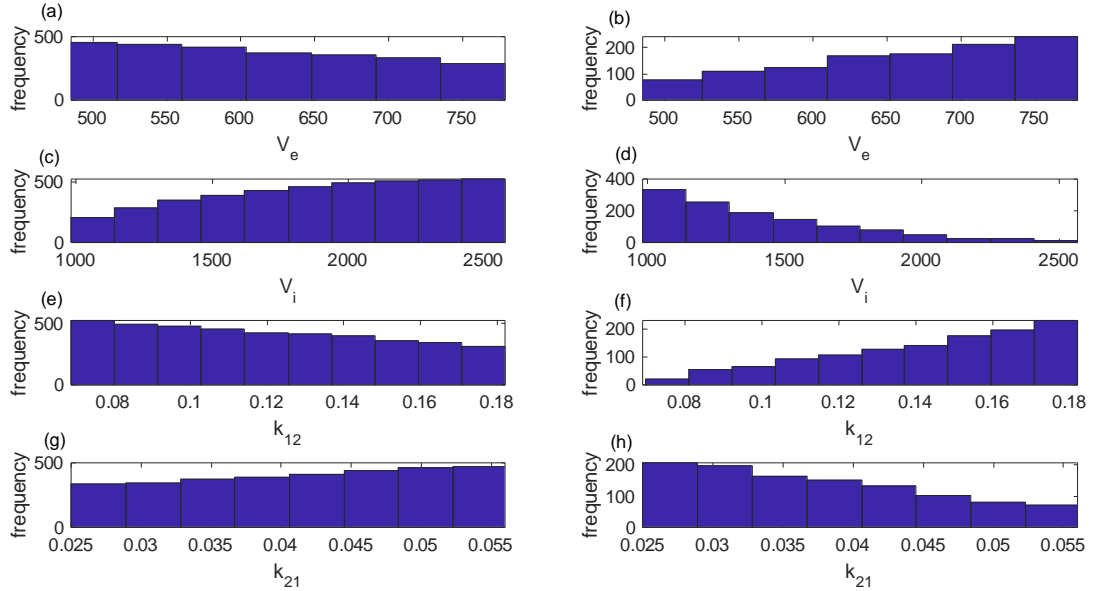 (a)
frequency
500
0
500 550 600 650 700 750
V_e
(b)
frequency
200
100
0
500 550 600 650 700 750
V_e
(c)
frequency
500
0
1000 1500 2000 2500
V_i
(d)
frequency
400
200
0
1000 1500 2000 2500
V_i
(e)
frequency
500
0
0.08 0.1 0.12 0.14 0.16 0.18
k_12
(f)
frequency
200
100
0
0.08 0.1 0.12 0.14 0.16 0.18
k_12
(g)
frequency
500
0
0.025 0.03 0.035 0.04 0.045 0.05 0.055
k_21
(h)
frequency
200
100
0
0.025 0.03 0.035 0.04 0.045 0.05 0.055
k_21